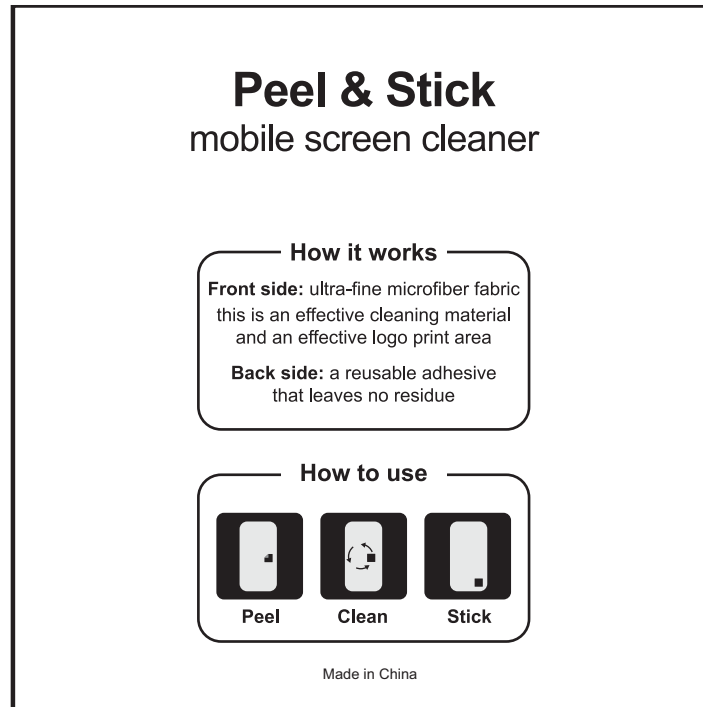 Peel & Stick
mobile screen cleaner
How it works
Front side: ultra-fine microfiber fabric
this is an effective cleaning material
and an effective logo print area
Back side: a reusable adhesive
that leaves no residue
How to use
Peel Clean Stick
Made in China